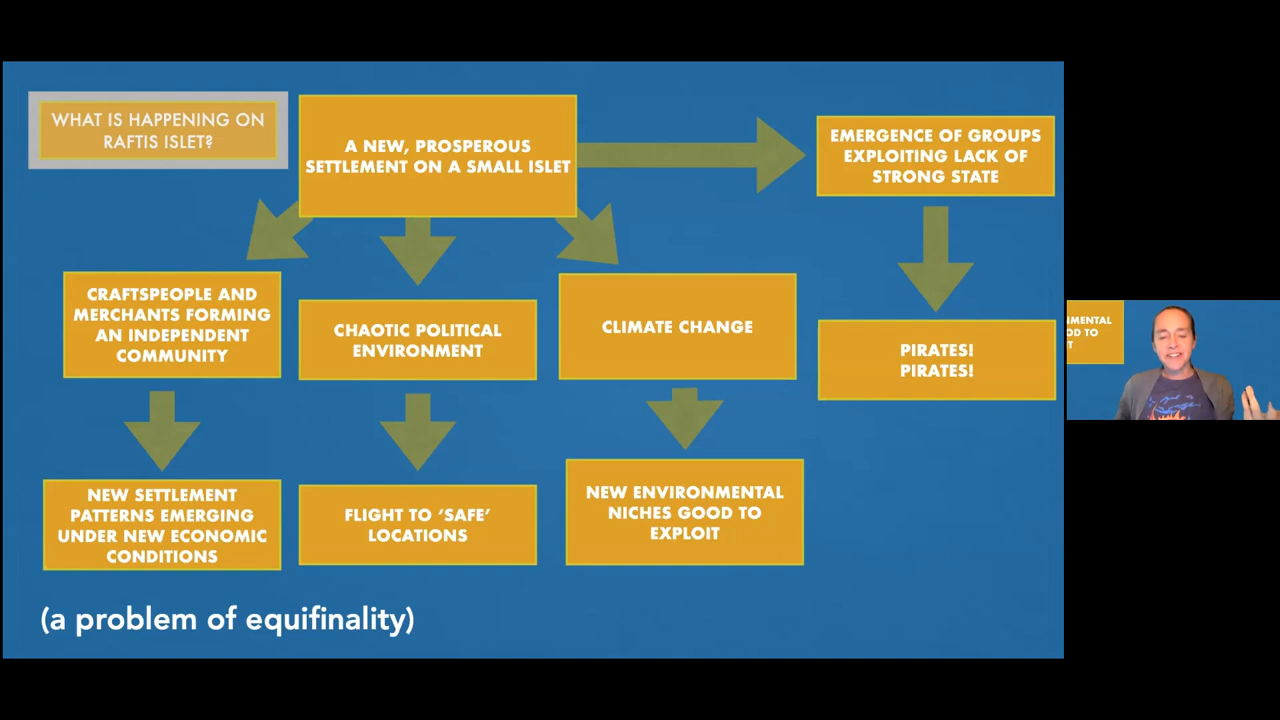 WHAT IS HAPPENING ON
RAFTIS ISLET?
A NEW, PROSPEROUS
SETTLEMENT ON A SMALL ISLET
EMERGENCE OF GROUPS
EXPLOITING LACK OF
STRONG STATE
CRAFTSPEOPLE AND
MERCHANTS FORMING
AN INDEPENDENT
COMMUNITY
CHAOTIC POLITICAL
ENVIRONMENT
CLIMATE CHANGE
PIRATES!
PIRATES!
NEW SETTLEMENT
PATTERNS EMERGING
UNDER NEW ECONOMIC
CONDITIONS
FLIGHT TO ‘SAFE’
LOCATIONS
NEW ENVIRONMENTAL
NICHES GOOD TO
EXPLOIT
(a problem of equifinality)